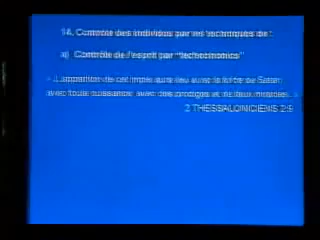 14. Contrôle des individus par les techniques de :
a) Contrôle de l'esprit par "technotronics"
« L'apparition de cet impie aura lieu avec la force de Satan
avec toute puissance, avec des prodiges et de faux miracles. »
2 THESSALONICIENS 2:9